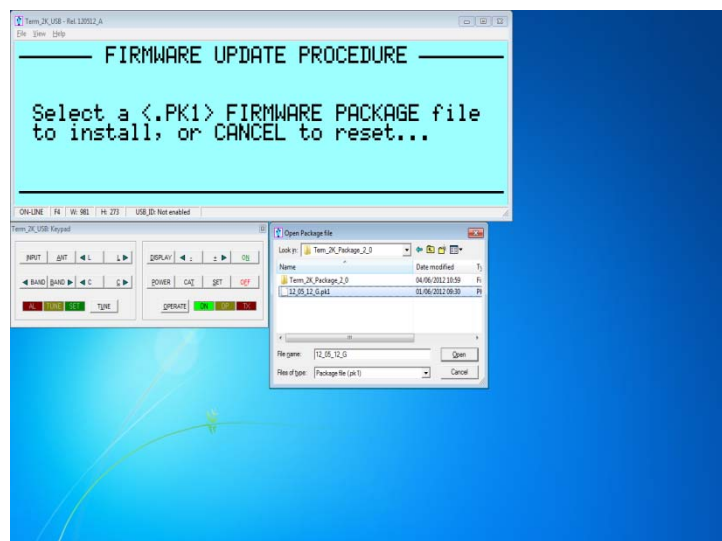 Term_2K_USB - Rel. 120512_A
File View Help
FIRMWARE UPDATE PROCEDURE
Select a <.PK1> FIRMWARE PACKAGE file
to install, or CANCEL to reset...
ON-LINE F4 W: 981 H: 273 USB_ID: Not enabled
Term_2K_USB: Keypad
INPUT ANT ◄ L L ► DISPLAY ◄ - ± ► ON
◄ BAND BAND ► ◄ C C ► POWER CAT SET OFF
AL TUNE SET TUNE OPERATE ON OP TX
Open Package file
Look in: Term_2K_Package_2_0
Name Date modified
Term_2K_Package_2_0 04/06/2012 10:59
12_05_12_G.pk1 01/06/2012 09:30
File name: 12_05_12_G Open
Files of type: Package file (pk1) Cancel